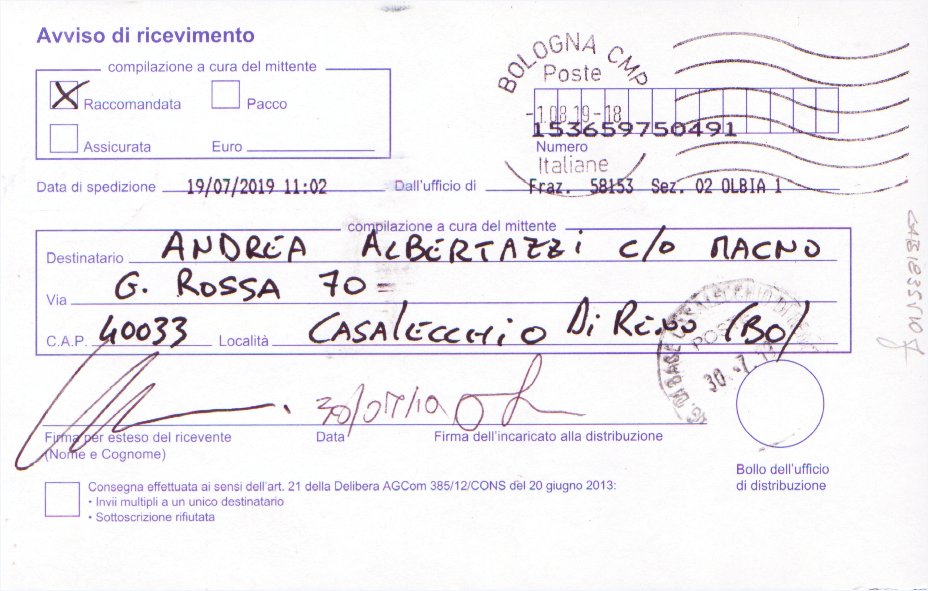 Avviso di ricevimento
compilazione a cura del mittente
X Raccomandata Pacco
Assicurata Euro
BOLOGNA CMP
Poste
-1.08.19-18
153659750491
Numero
Italiane
Data di spedizione 19/07/2019 11:02 Dall'ufficio di Fraz. 58153 Sez. 02 OLBIA 1
compilazione a cura del mittente
Destinatario ANDREA ALBERTAZZI C/O MACNO
Via G. ROSSA 70=
C.A.P. 40033 Località CASALECCHIO DI RENO (BO)
30.7.19
30/07/19
Firma per esteso del ricevente Data Firma dell'incaricato alla distribuzione
(Nome e Cognome)
Bollo dell'ufficio
di distribuzione
Consegna effettuata ai sensi dell'art. 21 della Delibera AGCom 385/12/CONS del 20 giugno 2013:
• Invii multipli a un unico destinatario
• Sottoscrizione rifiutata